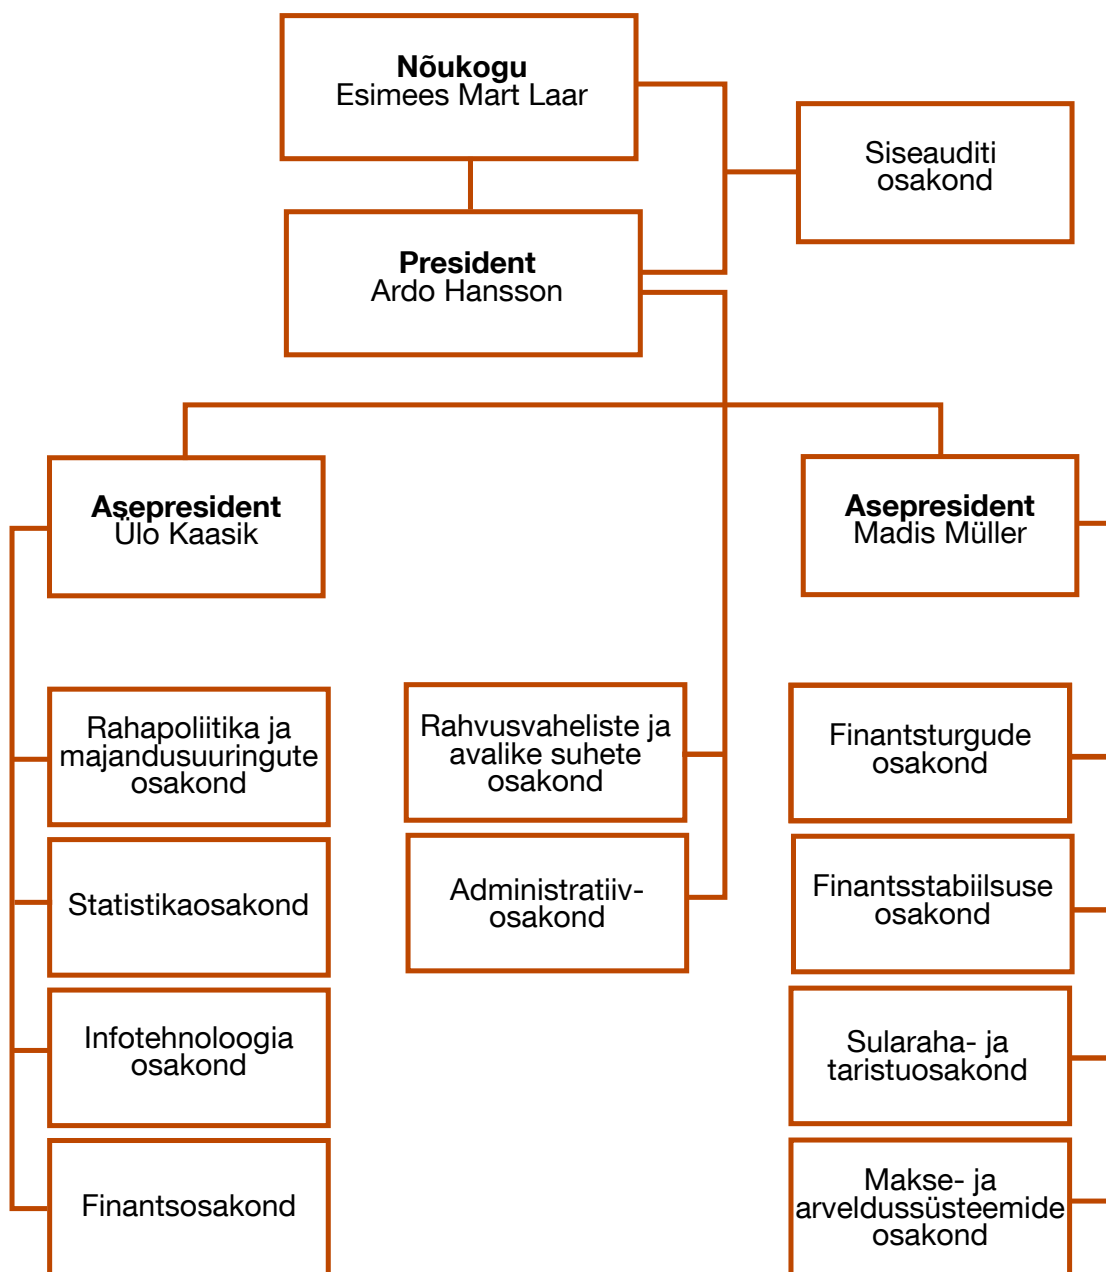 Nõukogu
Esimees Mart Laar
Siseauditi
osakond
President
Ardo Hansson
Asepresident
Ülo Kaasik
Asepresident
Madis Müller
Rahapoliitika ja
majandusuuringute
osakond
Rahvusvaheliste ja
avalike suhete
osakond
Finantsturgude
osakond
Statistikaosakond
Administratiiv-
osakond
Finantsstabiilsuse
osakond
Infotehnoloogia
osakond
Sularaha- ja
taristuosakond
Finantsosakond
Makse- ja
arveldussüsteemide
osakond